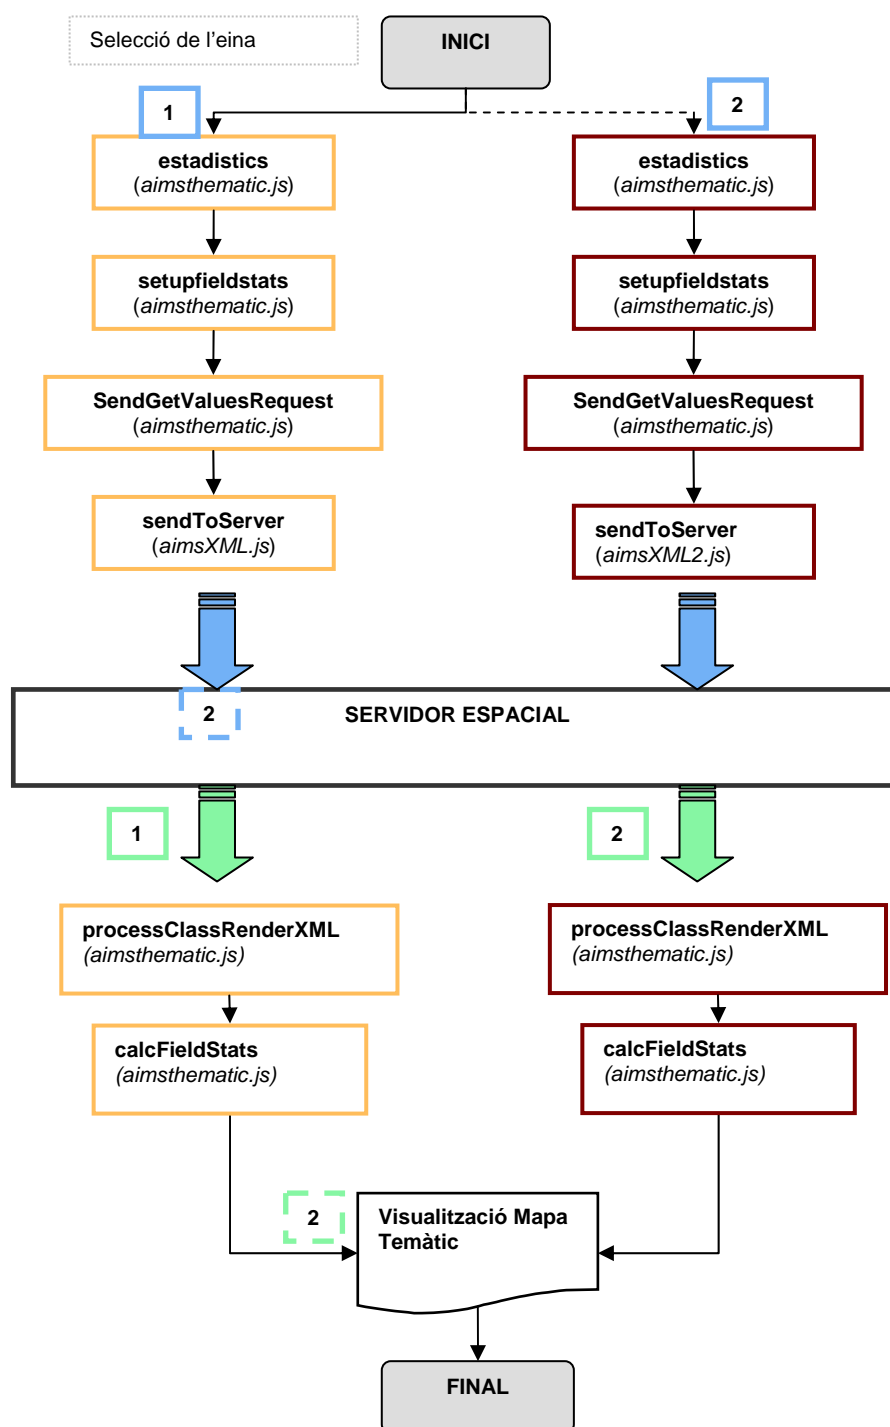 Selecció de l'eina
INICI
1
2
estadistics
(aimsthematic.js)
estadistics
(aimsthematic.js)
setupfieldstats
(aimsthematic.js)
setupfieldstats
(aimsthematic.js)
SendGetValuesRequest
(aimsthematic.js)
SendGetValuesRequest
(aimsthematic.js)
sendToServer
(aimsXML.js)
sendToServer
(aimsXML2.js)
2
SERVIDOR ESPACIAL
1
2
processClassRenderXML
(aimsthematic.js)
processClassRenderXML
(aimsthematic.js)
calcFieldStats
(aimsthematic.js)
calcFieldStats
(aimsthematic.js)
2
Visualització Mapa
Temàtic
FINAL